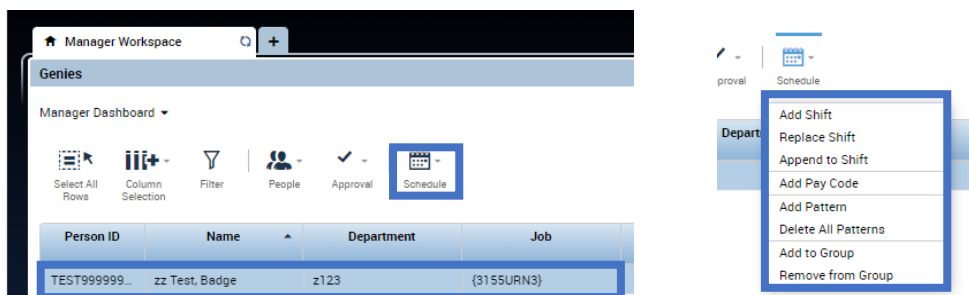 Manager Workspace
Genies
Manager Dashboard
Select All Rows
Column Selection
Filter
People
Approval
Schedule
Person ID Name Department Job
TEST999999... zz Test, Badge z123 {3155URN3}
proval
Schedule
Depart
Add Shift
Replace Shift
Append to Shift
Add Pay Code
Add Pattern
Delete All Patterns
Add to Group
Remove from Group